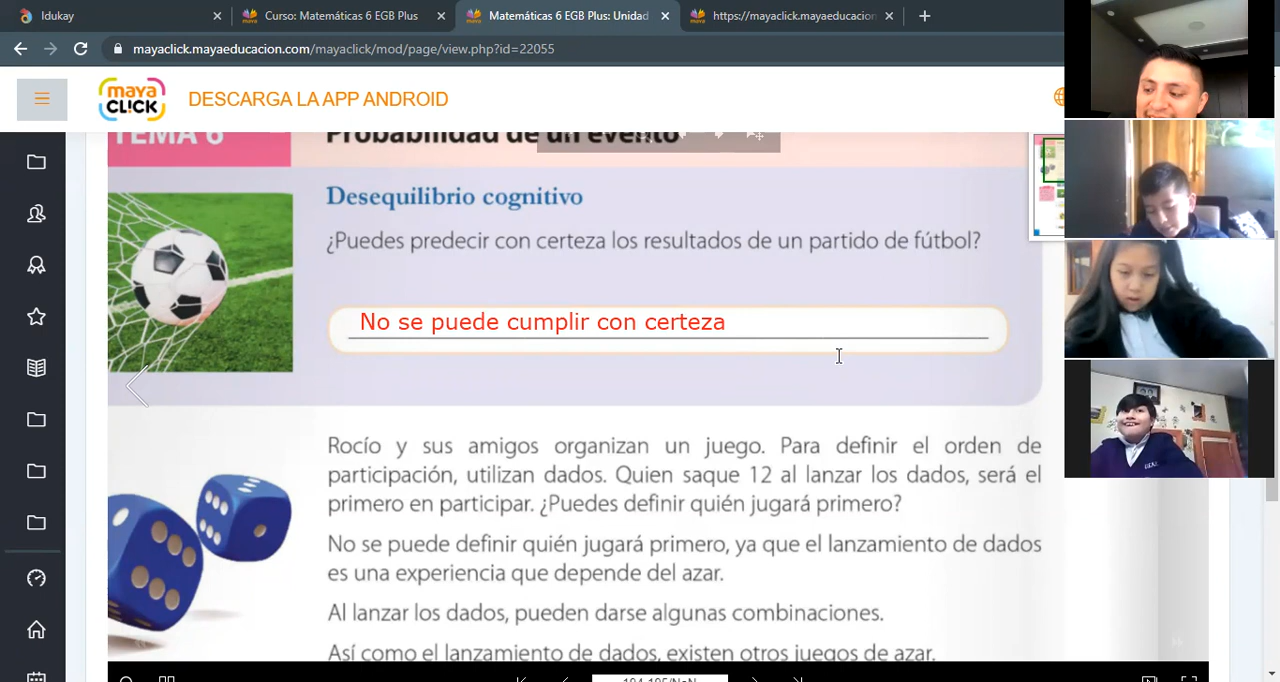 Idukay
Curso: Matemáticas 6 EGB Plus
Matemáticas 6 EGB Plus: Unidad
https://mayaclick.mayaeducacion
mayaclick.mayaeducacion.com/mayaclick/mod/page/view.php?id=22055
maya CLICK
DESCARGA LA APP ANDROID
TEMA 6
Probabilidad de un evento
Desequilibrio cognitivo
¿Puedes predecir con certeza los resultados de un partido de fútbol?
No se puede cumplir con certeza
Rocío y sus amigos organizan un juego. Para definir el orden de
participación, utilizan dados. Quien saque 12 al lanzar los dados, será el
primero en participar. ¿Puedes definir quién jugará primero?
No se puede definir quién jugará primero, ya que el lanzamiento de dados
es una experiencia que depende del azar.
Al lanzar los dados, pueden darse algunas combinaciones.
Así como el lanzamiento de dados, existen otros juegos de azar.